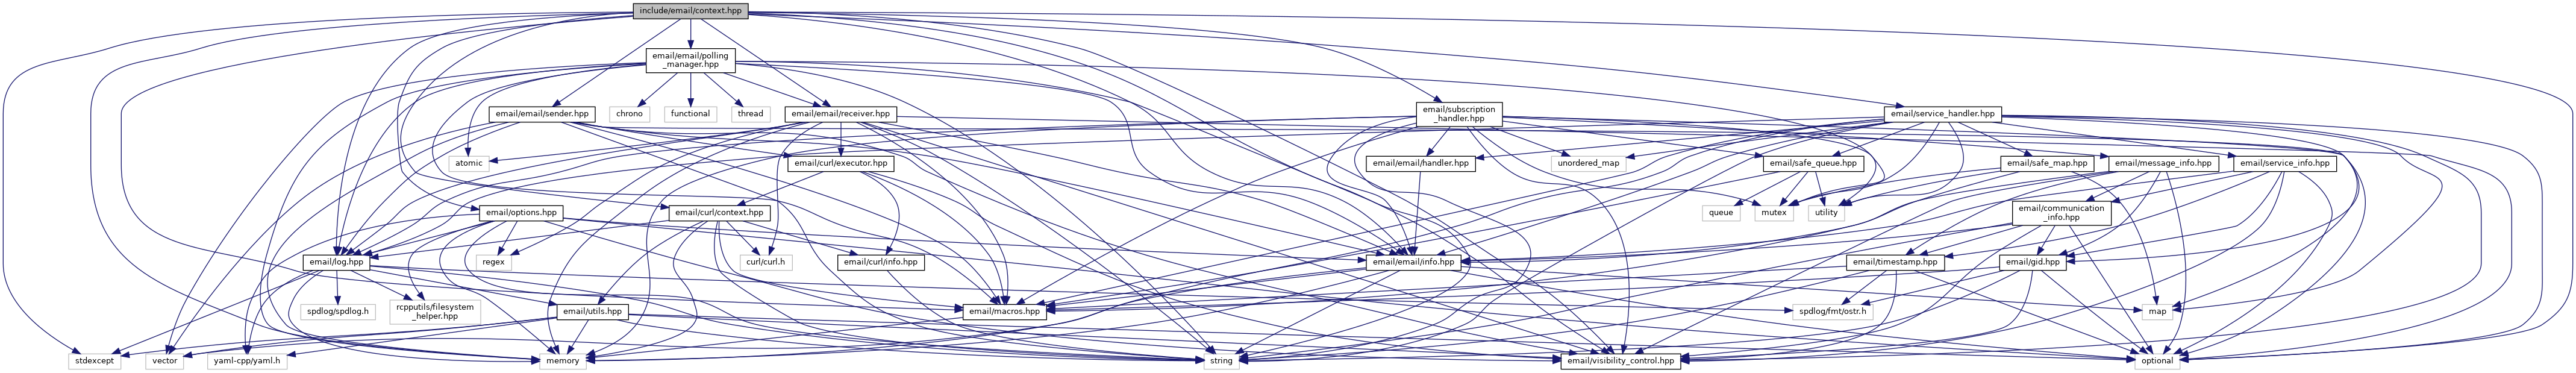 include/email/context.hpp
email/email/polling
_manager.hpp
email/email/sender.hpp
chrono
functional
thread
email/email/receiver.hpp
email/subscription
_handler.hpp
email/service_handler.hpp
atomic
email/curl/executor.hpp
email/email/handler.hpp
unordered_map
email/safe_queue.hpp
email/safe_map.hpp
email/message_info.hpp
email/service_info.hpp
email/options.hpp
email/curl/context.hpp
queue
mutex
utility
email/communication
_info.hpp
email/log.hpp
regex
curl/curl.h
email/curl/info.hpp
email/email/info.hpp
email/timestamp.hpp
email/gid.hpp
spdlog/spdlog.h
rcpputils/filesystem
_helper.hpp
email/utils.hpp
email/macros.hpp
spdlog/fmt/ostr.h
map
stdexcept
vector
yaml-cpp/yaml.h
memory
string
email/visibility_control.hpp
optional